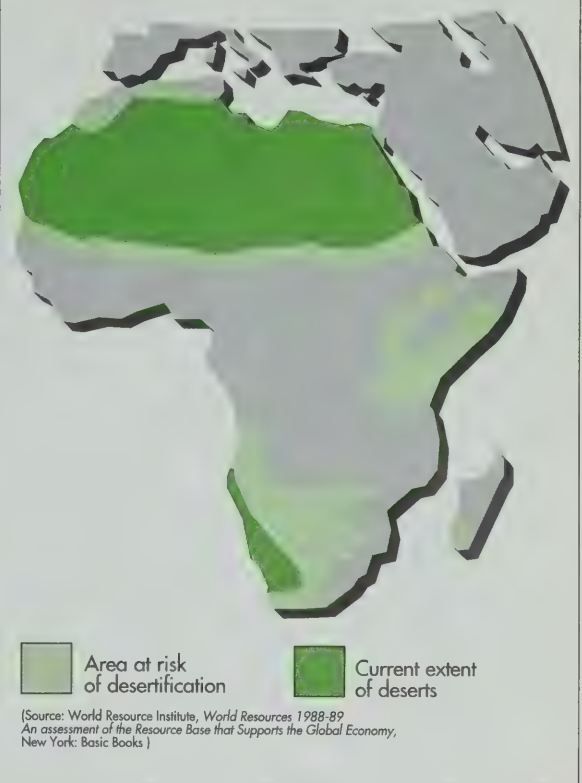 Area at risk
of desertification
Current extent
of deserts
(Source: World Resource Institute, World Resources 1988-89
An assessment of the Resource Base that Supports the Global Economy,
New York: Basic Books )